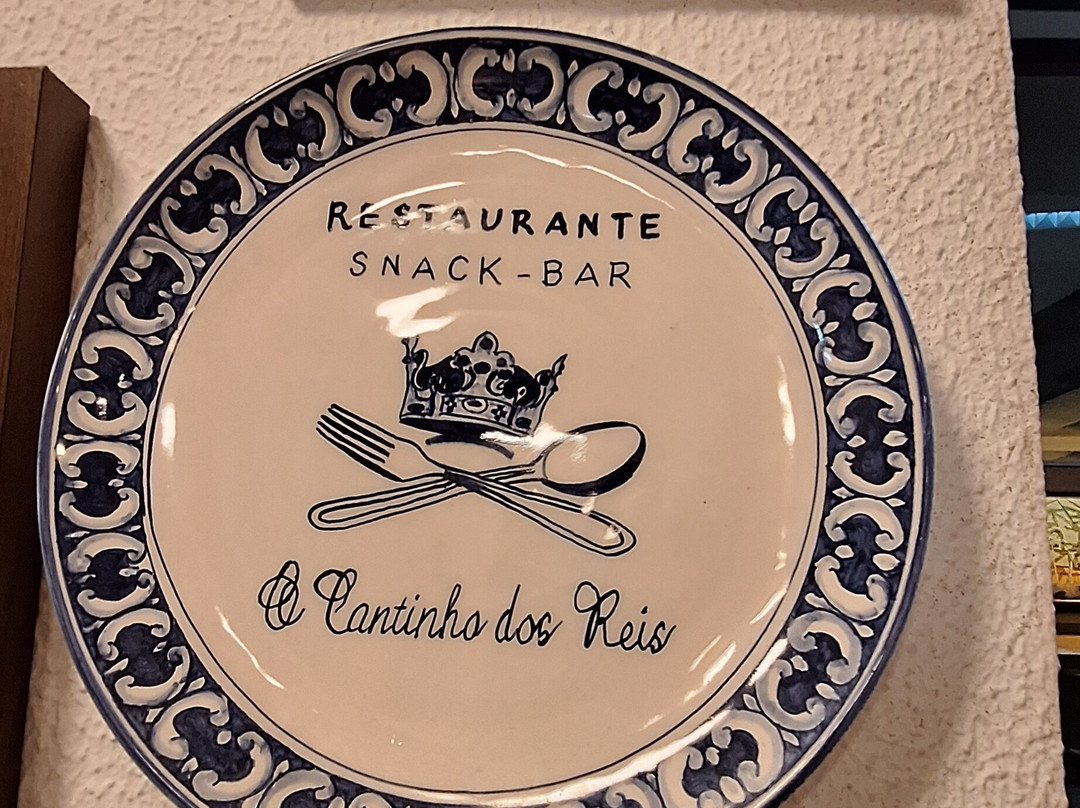 RESTAURANTE
SNACK-BAR
O Cantinho dos Reis